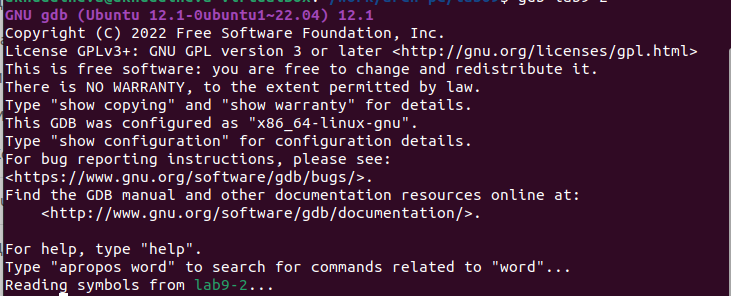 GNU gdb (Ubuntu 12.1-0ubuntu1~22.04) 12.1
Copyright (C) 2022 Free Software Foundation, Inc.
License GPLv3+: GNU GPL version 3 or later <http://gnu.org/licenses/gpl.html>
This is free software: you are free to change and redistribute it.
There is NO WARRANTY, to the extent permitted by law.
Type "show copying" and "show warranty" for details.
This GDB was configured as "x86_64-linux-gnu".
Type "show configuration" for configuration details.
For bug reporting instructions, please see:
<https://www.gnu.org/software/gdb/bugs/>.
Find the GDB manual and other documentation resources online at:
    <http://www.gnu.org/software/gdb/documentation/>.
For help, type "help".
Type "apropos word" to search for commands related to "word"...
Reading symbols from lab9-2...